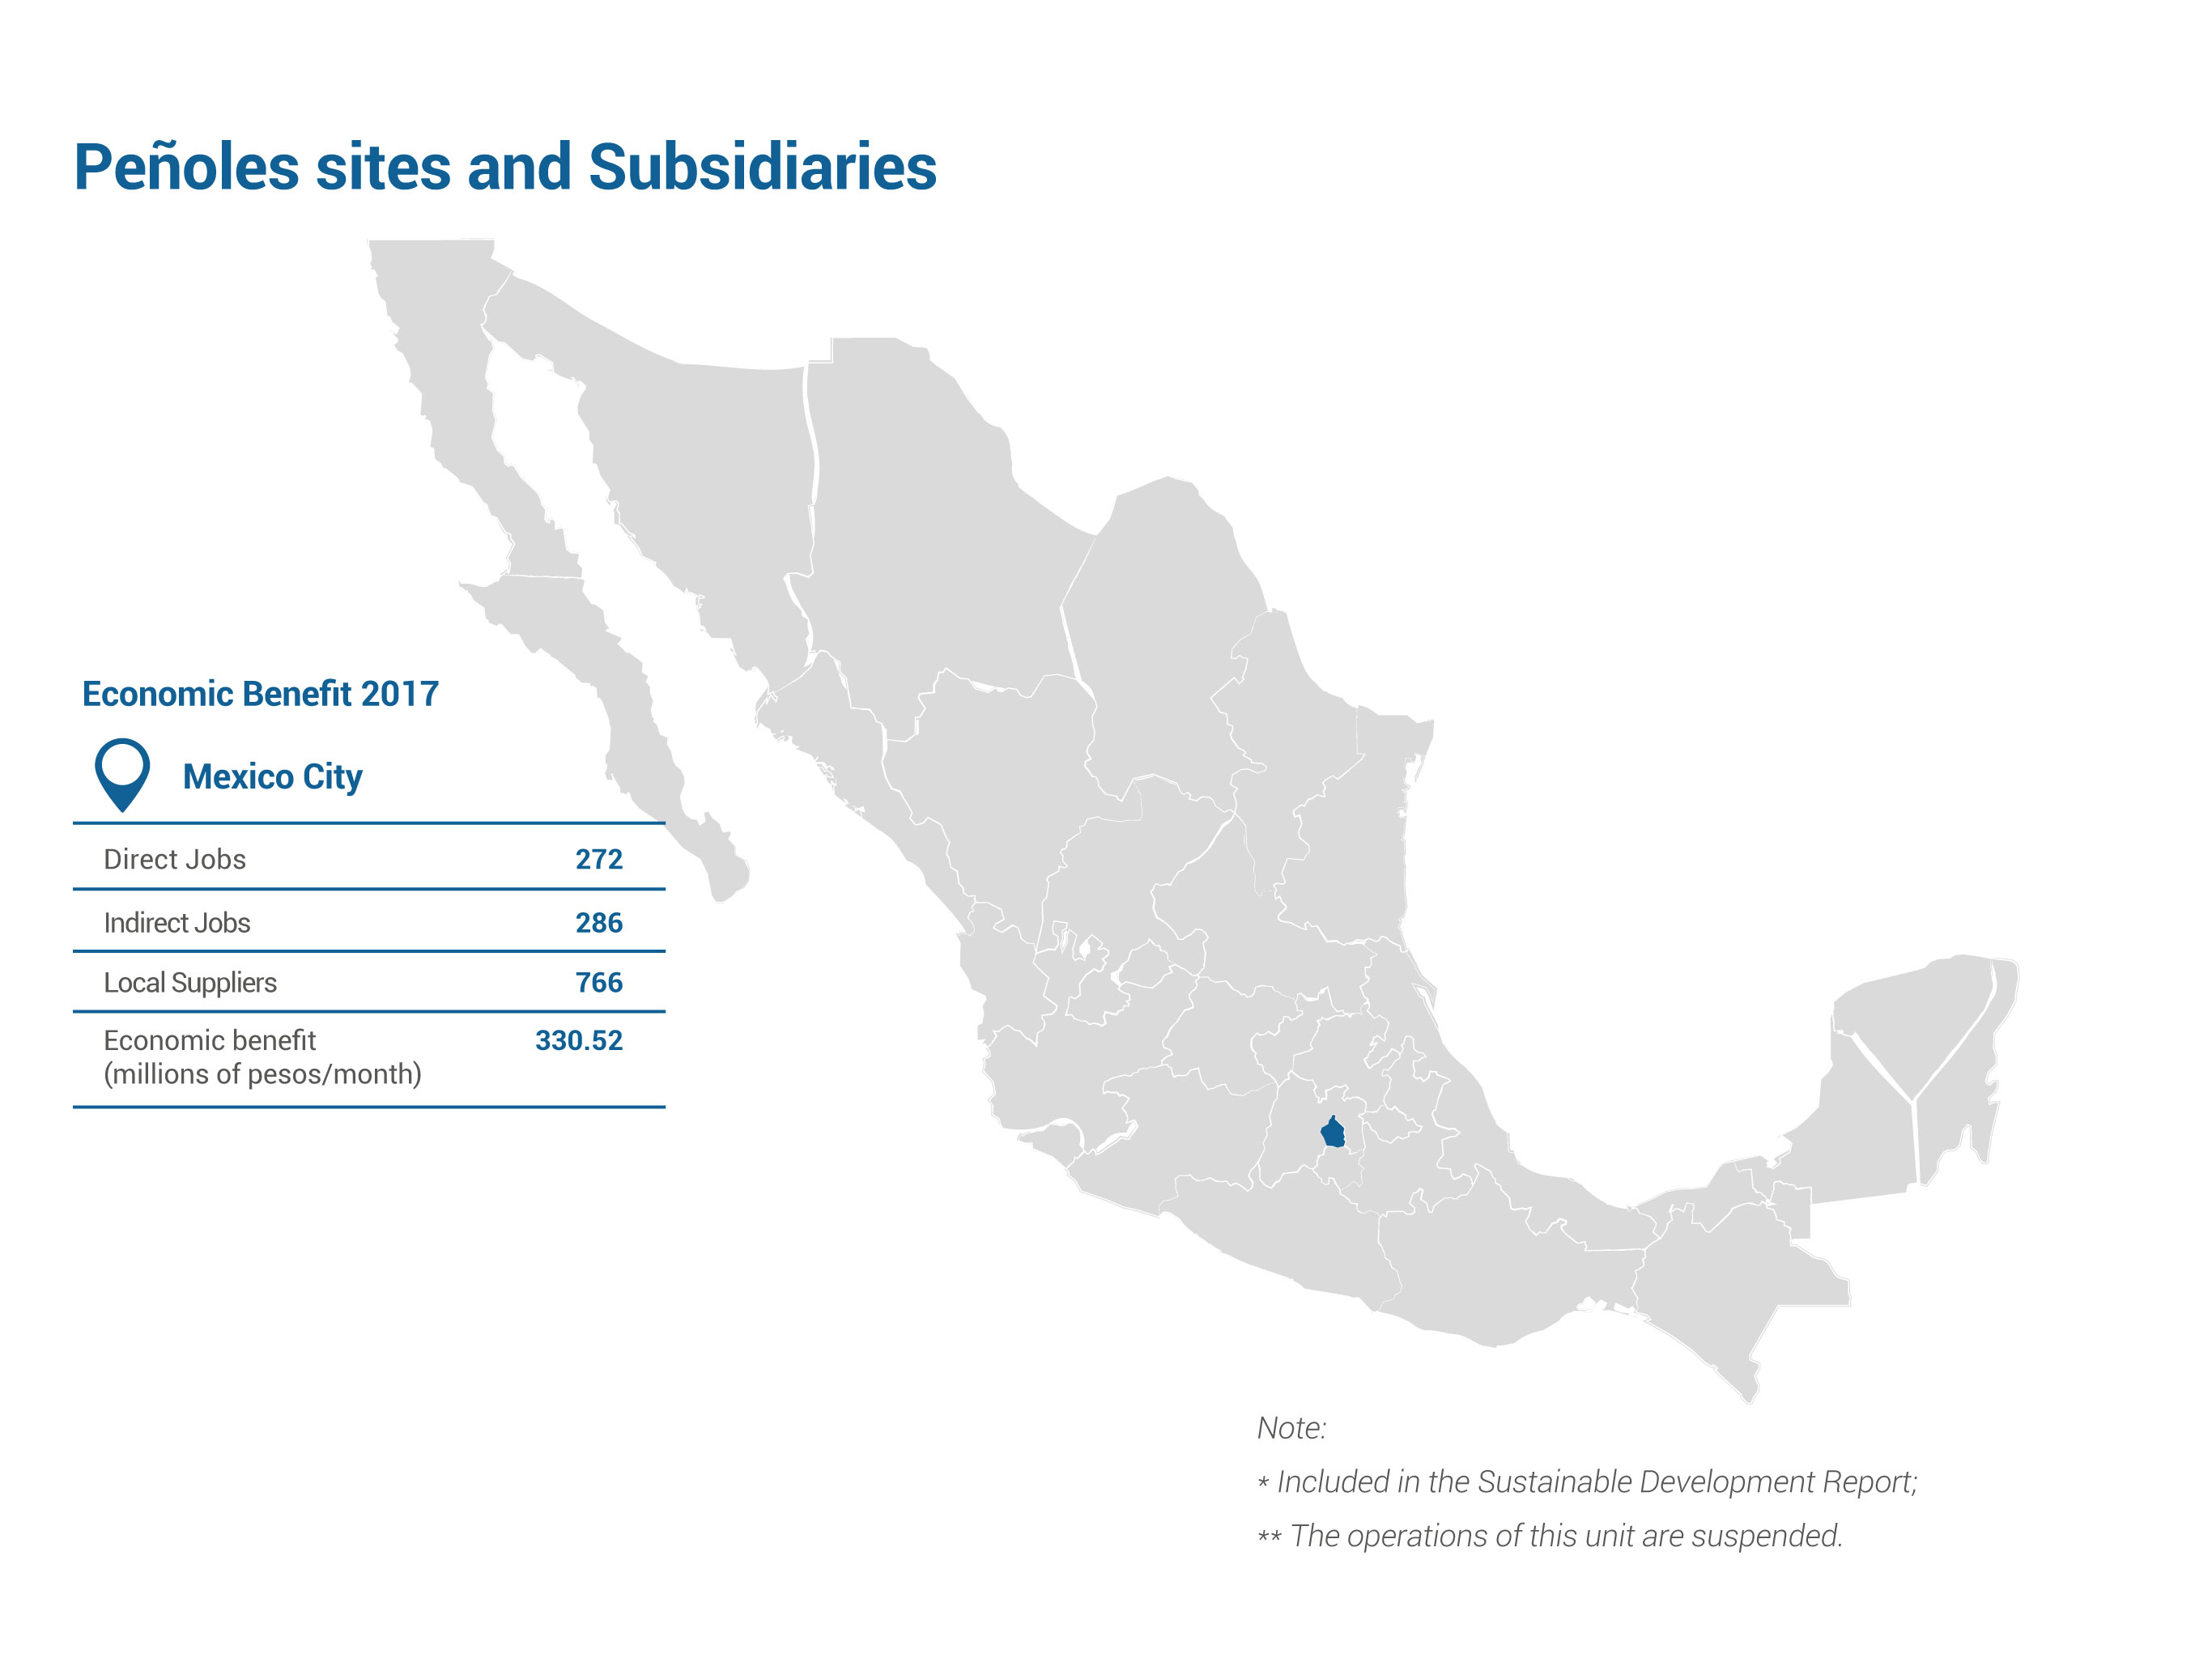 Peñoles sites and Subsidiaries
Economic Benefit 2017
Mexico City
Direct Jobs 272
Indirect Jobs 286
Local Suppliers 766
Economic benefit 330.52
(millions of pesos/month)
Note:
* Included in the Sustainable Development Report;
** The operations of this unit are suspended.